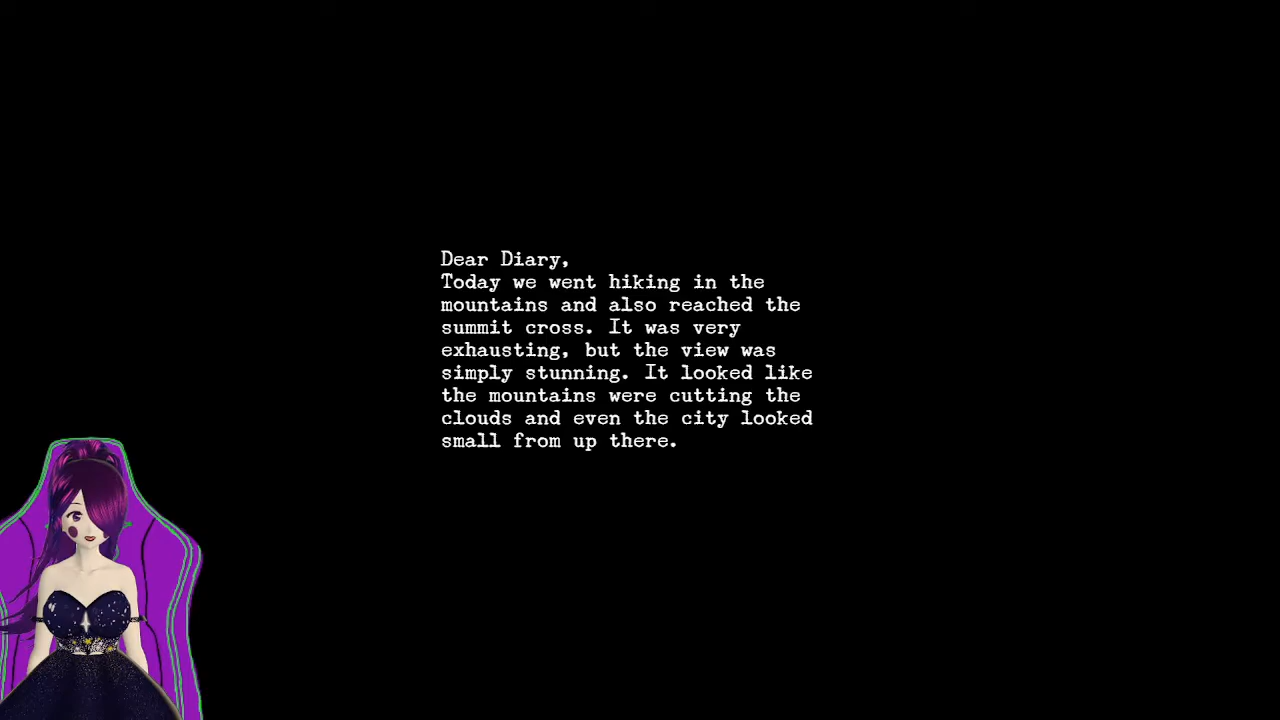 Dear Diary,
Today we went hiking in the
mountains and also reached the
summit cross. It was very
exhausting, but the view was
simply stunning. It looked like
the mountains were cutting the
clouds and even the city looked
small from up there.